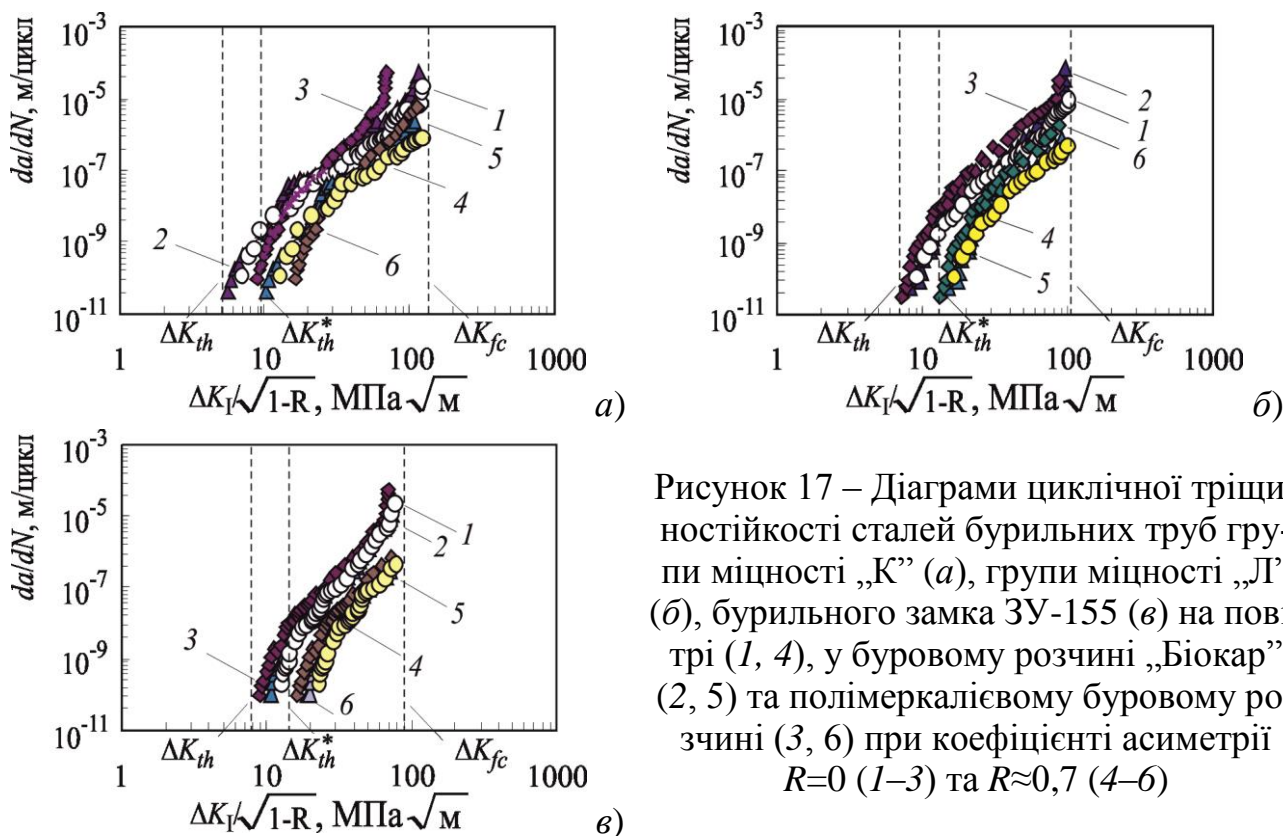 10⁻³
10⁻⁵
10⁻⁷
10⁻⁹
10⁻¹¹
da/dN, м/цикл
3
1
5
4
2
6
ΔK_th
ΔK*_th
ΔK_fc
1 10 100 1000
ΔK_I/√1-R, МПа√м
а)
10⁻³
10⁻⁵
10⁻⁷
10⁻⁹
10⁻¹¹
da/dN, м/цикл
3
2
1
6
4
5
ΔK_th
ΔK*_th
ΔK_fc
1 10 100 1000
ΔK_I/√1-R, МПа√м
б)
10⁻³
10⁻⁵
10⁻⁷
10⁻⁹
10⁻¹¹
da/dN, м/цикл
1
2
5
3
4
6
ΔK_th
ΔK*_th
ΔK_fc
1 10 100 1000
ΔK_I/√1-R, МПа√м
в)
Рисунок 17 – Діаграми циклічної тріщи
ностійкості сталей бурильних труб гру-
пи міцності „К” (а), групи міцності „Л”
(б), бурильного замка ЗУ-155 (в) на пові
трі (1, 4), у буровому розчині „Біокар”
(2, 5) та полімеркалієвому буровому ро
зчині (3, 6) при коефіцієнті асиметрії
R=0 (1–3) та R≈0,7 (4–6)